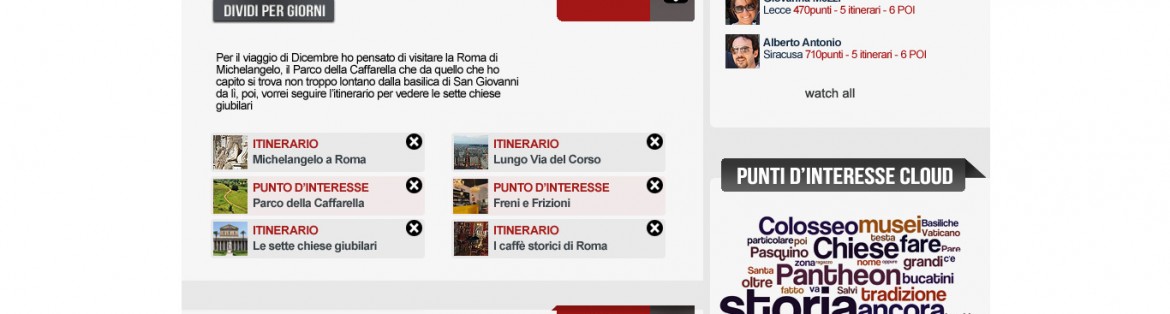 DIVIDI PER GIORNI
Per il viaggio di Dicembre ho pensato di visitare la Roma di
Michelangelo, il Parco della Caffarella che da quello che ho
capito si trova non troppo lontano dalla basilica di San Giovanni
da lì, poi, vorrei seguire l'itinerario per vedere le sette chiese
giubilari
ITINERARIO
Michelangelo a Roma
PUNTO D'INTERESSE
Parco della Caffarella
ITINERARIO
Le sette chiese giubilari
ITINERARIO
Lungo Via del Corso
PUNTO D'INTERESSE
Freni e Frizioni
ITINERARIO
I caffè storici di Roma
Lecce 470punti - 5 itinerari - 6 POI
Alberto Antonio
Siracusa 710punti - 5 itinerari - 6 POI
watch all
PUNTI D'INTERESSE CLOUD
Colosseo musei Basiliche
particolare poi testa Vaticano
Pasquino Chiese fare Pare
zona nome grandi c'è
Santa Pantheon bucatini
oltre fatto va Salvi tradizione
storia ancora